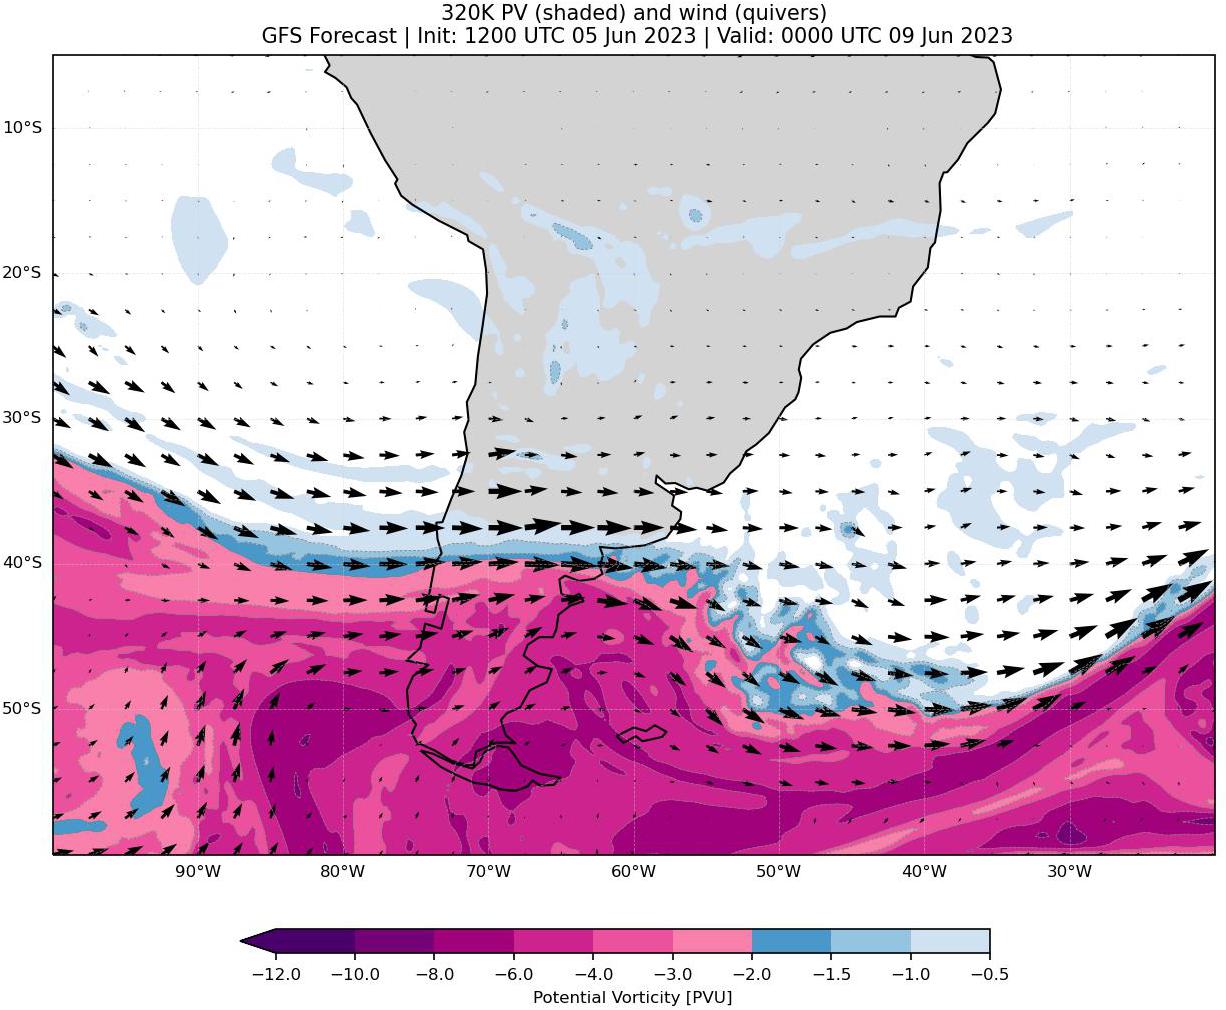 320K PV (shaded) and wind (quivers)
GFS Forecast | Init: 1200 UTC 05 Jun 2023 | Valid: 0000 UTC 09 Jun 2023
10°S
20°S
30°S
40°S
50°S
90°W 80°W 70°W 60°W 50°W 40°W 30°W
−12.0 −10.0 −8.0 −6.0 −4.0 −3.0 −2.0 −1.5 −1.0 −0.5
Potential Vorticity [PVU]